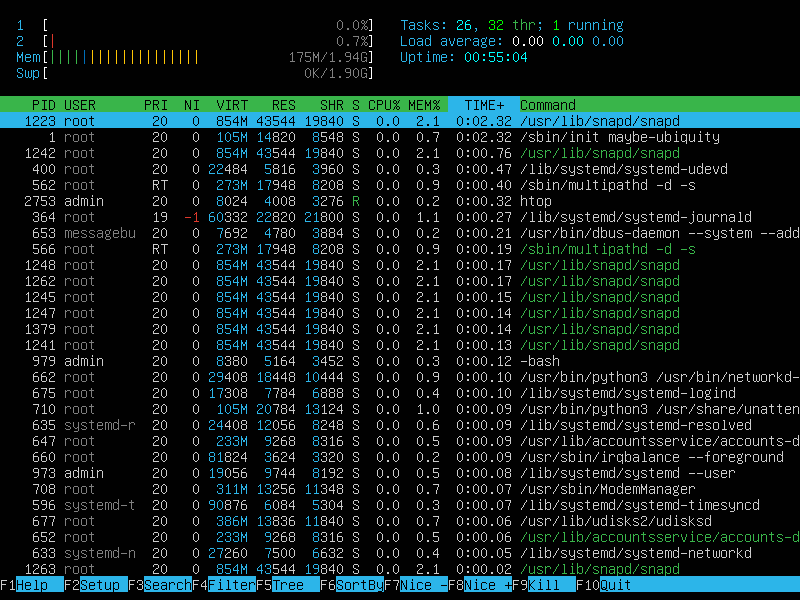 1 [ 0.0%] Tasks: 26, 32 thr; 1 running
2 [| 0.7%] Load average: 0.00 0.00 0.00
Mem[||||||||||||||||||| 175M/1.94G] Uptime: 00:55:04
Swp[ 0K/1.90G]
PID USER PRI NI VIRT RES SHR S CPU% MEM% TIME+ Command
1223 root 20 0 854M 43544 19840 S 0.0 2.1 0:02.32 /usr/lib/snapd/snapd
1 root 20 0 105M 14820 8548 S 0.0 0.7 0:02.32 /sbin/init maybe-ubiquity
1242 root 20 0 854M 43544 19840 S 0.0 2.1 0:00.76 /usr/lib/snapd/snapd
400 root 20 0 22484 5816 3960 S 0.0 0.3 0:00.47 /lib/systemd/systemd-udevd
562 root RT 0 273M 17948 8208 S 0.0 0.9 0:00.40 /sbin/multipathd -d -s
2753 admin 20 0 8024 4008 3276 R 0.0 0.2 0:00.32 htop
364 root 19 -1 60332 22820 21800 S 0.0 1.1 0:00.27 /lib/systemd/systemd-journald
653 messagebu 20 0 7692 4780 3884 S 0.0 0.2 0:00.21 /usr/bin/dbus-daemon --system --add
566 root RT 0 273M 17948 8208 S 0.0 0.9 0:00.19 /sbin/multipathd -d -s
1248 root 20 0 854M 43544 19840 S 0.0 2.1 0:00.17 /usr/lib/snapd/snapd
1262 root 20 0 854M 43544 19840 S 0.0 2.1 0:00.17 /usr/lib/snapd/snapd
1245 root 20 0 854M 43544 19840 S 0.0 2.1 0:00.15 /usr/lib/snapd/snapd
1247 root 20 0 854M 43544 19840 S 0.0 2.1 0:00.14 /usr/lib/snapd/snapd
1379 root 20 0 854M 43544 19840 S 0.0 2.1 0:00.14 /usr/lib/snapd/snapd
1241 root 20 0 854M 43544 19840 S 0.0 2.1 0:00.13 /usr/lib/snapd/snapd
979 admin 20 0 8380 5164 3452 S 0.0 0.3 0:00.12 -bash
662 root 20 0 29408 18448 10444 S 0.0 0.9 0:00.10 /usr/bin/python3 /usr/bin/networkd-
675 root 20 0 17308 7784 6888 S 0.0 0.4 0:00.10 /lib/systemd/systemd-logind
710 root 20 0 105M 20784 13124 S 0.0 1.0 0:00.09 /usr/bin/python3 /usr/share/unatten
635 systemd-r 20 0 24408 12056 8248 S 0.0 0.6 0:00.09 /lib/systemd/systemd-resolved
647 root 20 0 233M 9268 8316 S 0.0 0.5 0:00.09 /usr/lib/accountsservice/accounts-d
660 root 20 0 81824 3624 3320 S 0.0 0.2 0:00.09 /usr/sbin/irqbalance --foreground
973 admin 20 0 19056 9744 8192 S 0.0 0.5 0:00.08 /lib/systemd/systemd --user
708 root 20 0 311M 13256 11348 S 0.0 0.7 0:00.07 /usr/sbin/ModemManager
596 systemd-t 20 0 90876 6084 5304 S 0.0 0.3 0:00.07 /lib/systemd/systemd-timesyncd
677 root 20 0 386M 13836 11840 S 0.0 0.7 0:00.06 /usr/lib/udisks2/udisksd
652 root 20 0 233M 9268 8316 S 0.0 0.5 0:00.06 /usr/lib/accountsservice/accounts-d
633 systemd-n 20 0 27260 7500 6632 S 0.0 0.4 0:00.05 /lib/systemd/systemd-networkd
1263 root 20 0 854M 43544 19840 S 0.0 2.1 0:00.02 /usr/lib/snapd/snapd
F1Help F2Setup F3SearchF4FilterF5Tree F6SortByF7Nice -F8Nice +F9Kill F10Quit